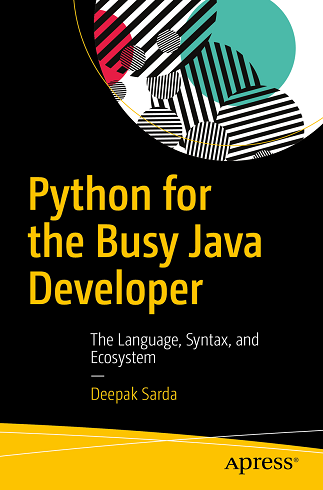 Python for
the Busy Java
Developer
The Language, Syntax, and
Ecosystem
—
Deepak Sarda
Apress®